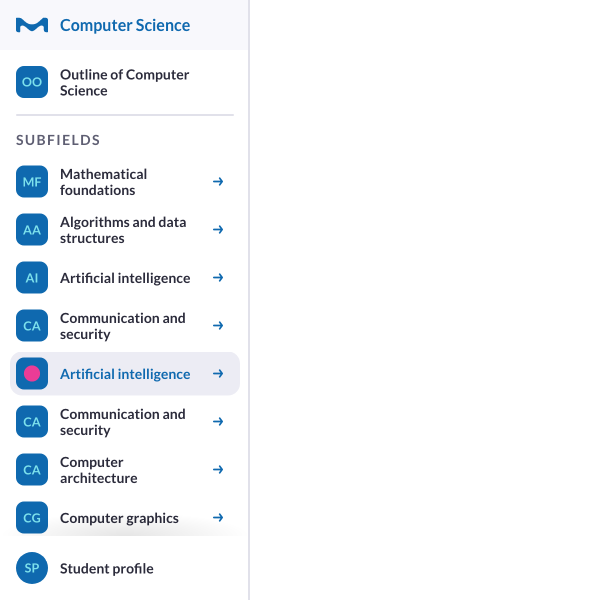 Computer Science
OO
Outline of Computer
Science
SUBFIELDS
MF
Mathematical
foundations
AA
Algorithms and data
structures
AI
Artificial intelligence
CA
Communication and
security
Artificial intelligence
CA
Communication and
security
CA
Computer
architecture
CG
Computer graphics
SP
Student profile